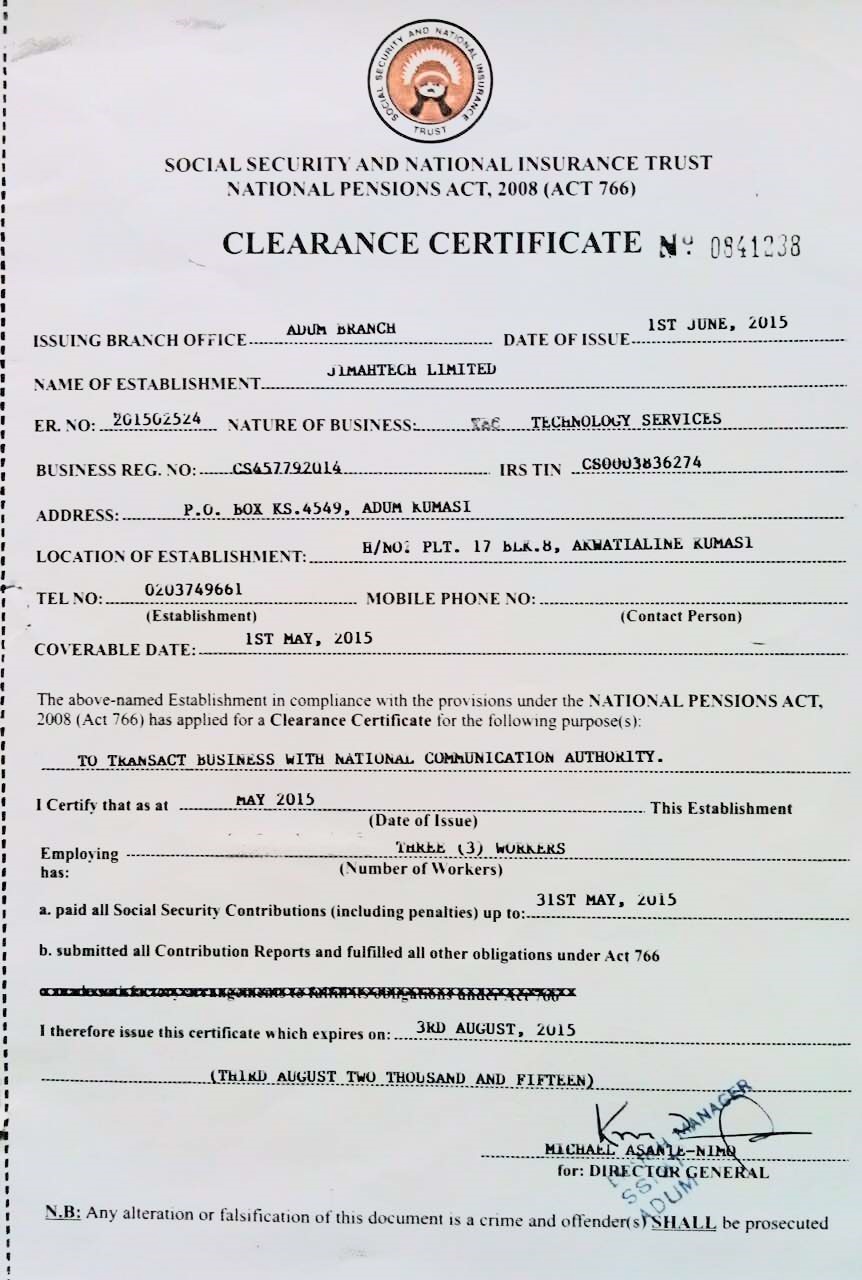 SOCIAL SECURITY AND NATIONAL INSURANCE TRUST
SOCIAL SECURITY AND NATIONAL INSURANCE TRUST
NATIONAL PENSIONS ACT, 2008 (ACT 766)
CLEARANCE CERTIFICATE Nº 0841238
ISSUING BRANCH OFFICE ADUM BRANCH DATE OF ISSUE 1ST JUNE, 2015
NAME OF ESTABLISHMENT JIMAHTECH LIMITED
ER. NO: 201502524 NATURE OF BUSINESS: TECHNOLOGY SERVICES
BUSINESS REG. NO: CS457792014 IRS TIN CS0003836274
ADDRESS: P.O. BOX KS.4549, ADUM KUMASI
LOCATION OF ESTABLISHMENT: H/NO: PLT. 17 BLK.8, AKWATIALINE KUMASI
TEL NO: 0203749661 MOBILE PHONE NO:
(Establishment) (Contact Person)
COVERABLE DATE: 1ST MAY, 2015
The above-named Establishment in compliance with the provisions under the NATIONAL PENSIONS ACT,
2008 (Act 766) has applied for a Clearance Certificate for the following purpose(s):
TO TRANSACT BUSINESS WITH NATIONAL COMMUNICATION AUTHORITY.
I Certify that as at MAY 2015 This Establishment
(Date of Issue)
Employing THREE (3) WORKERS
has: (Number of Workers)
a. paid all Social Security Contributions (including penalties) up to: 31ST MAY, 2015
b. submitted all Contribution Reports and fulfilled all other obligations under Act 766
I therefore issue this certificate which expires on: 3RD AUGUST, 2015
(THIRD AUGUST TWO THOUSAND AND FIFTEEN)
MICHAEL ASANTE-NIMO
for: DIRECTOR GENERAL
MANAGER
ADUM
N.B: Any alteration or falsification of this document is a crime and offender(s) SHALL be prosecuted